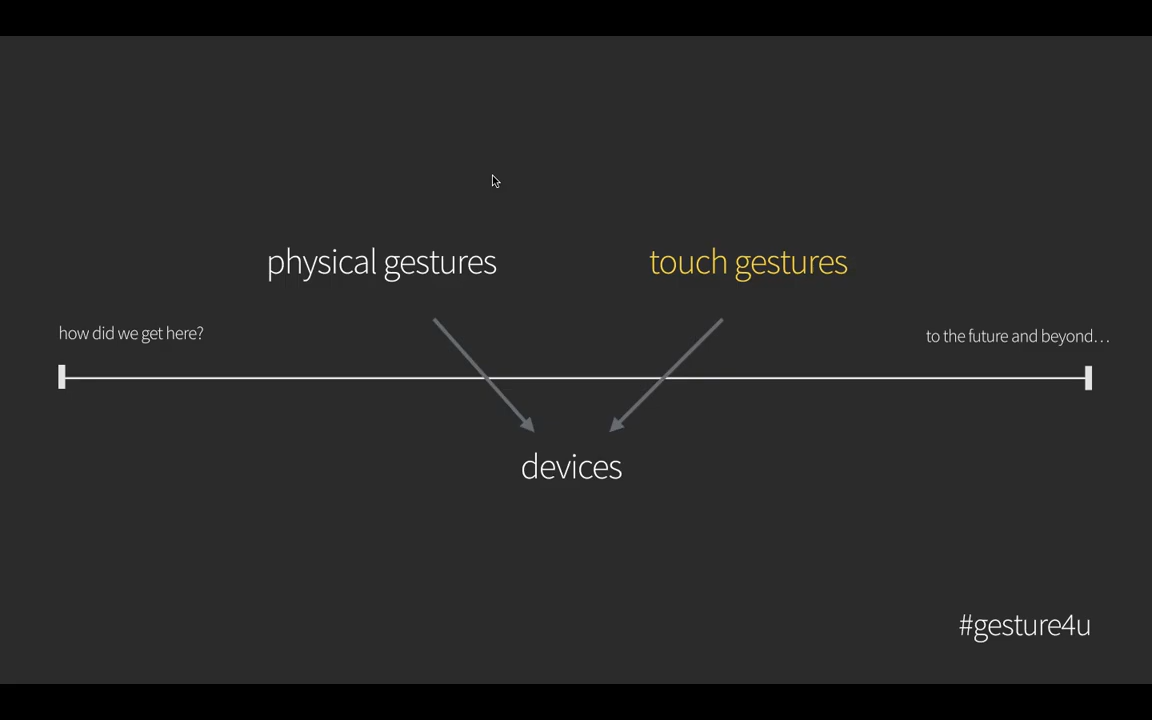 physical gestures
touch gestures
how did we get here?
to the future and beyond…
devices
#gesture4u